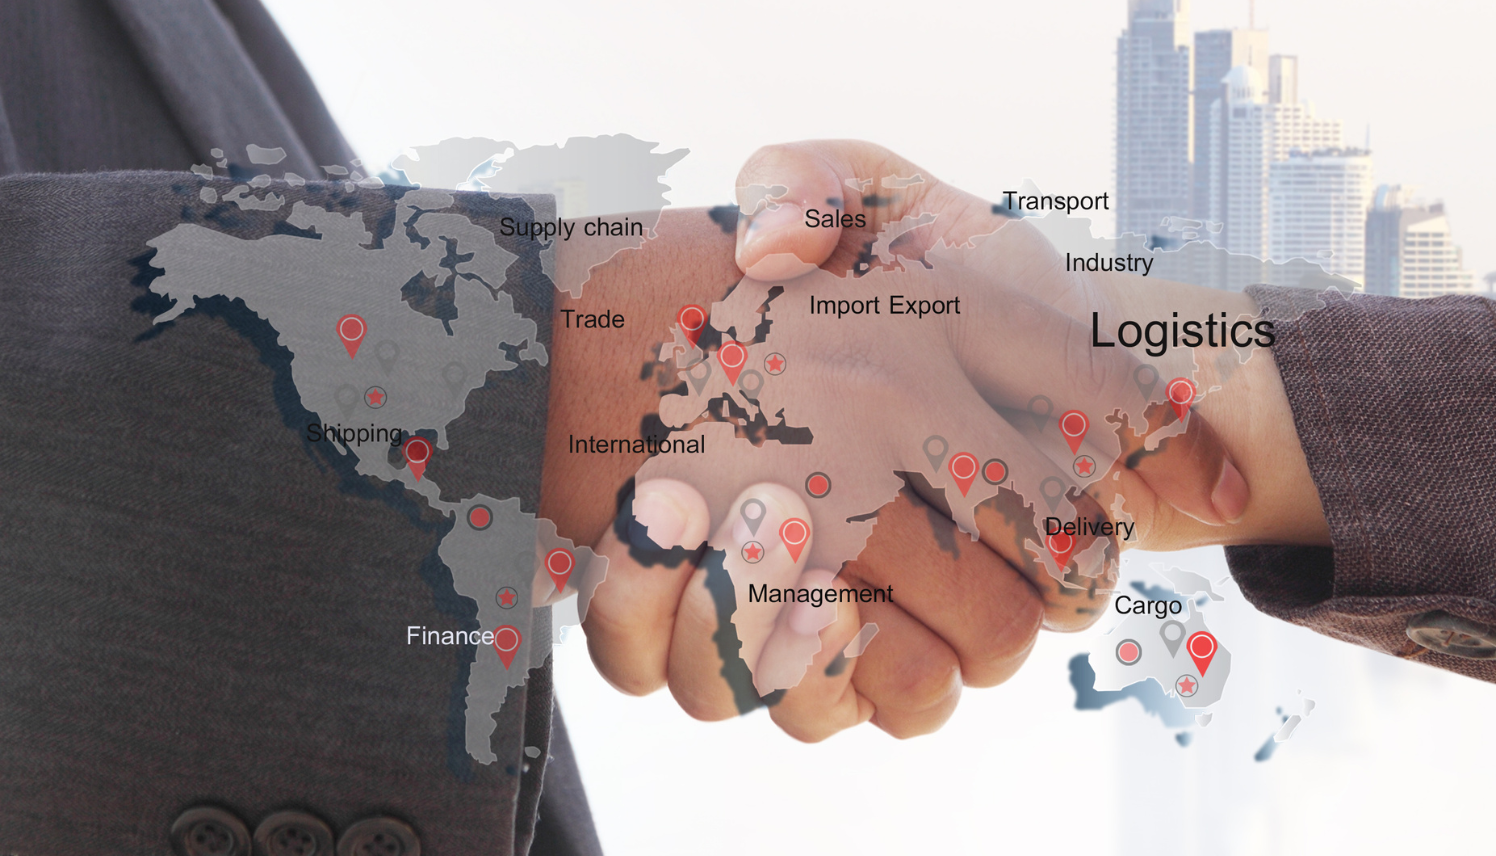 Transport
Sales
Supply chain
Industry
Import Export
Trade
Logistics
Shipping
International
Delivery
Management
Cargo
Finance